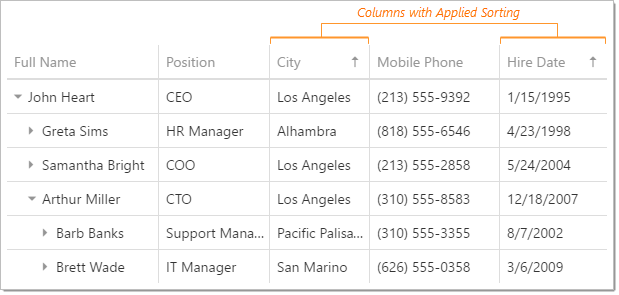 Columns with Applied Sorting
Full Name Position City ↑ Mobile Phone Hire Date ↑
John Heart CEO Los Angeles (213) 555-9392 1/15/1995
Greta Sims HR Manager Alhambra (818) 555-6546 4/23/1998
Samantha Bright COO Los Angeles (213) 555-2858 5/24/2004
Arthur Miller CTO Los Angeles (310) 555-8583 12/18/2007
Barb Banks Support Mana... Pacific Palisa... (310) 555-3355 8/7/2002
Brett Wade IT Manager San Marino (626) 555-0358 3/6/2009